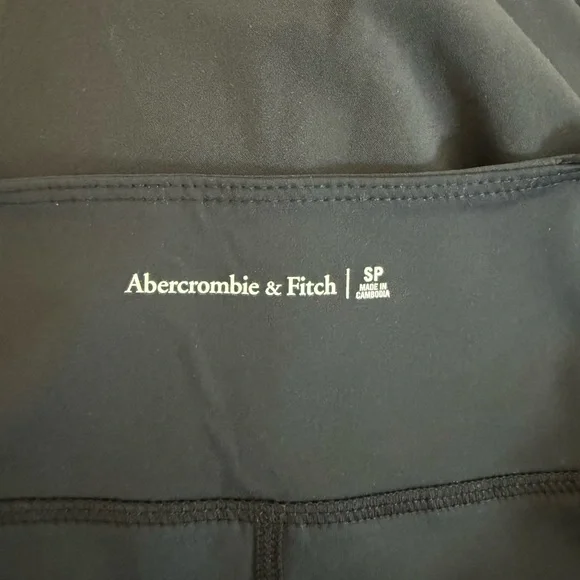 Abercrombie & Fitch | SP
MADE IN
CAMBODIA